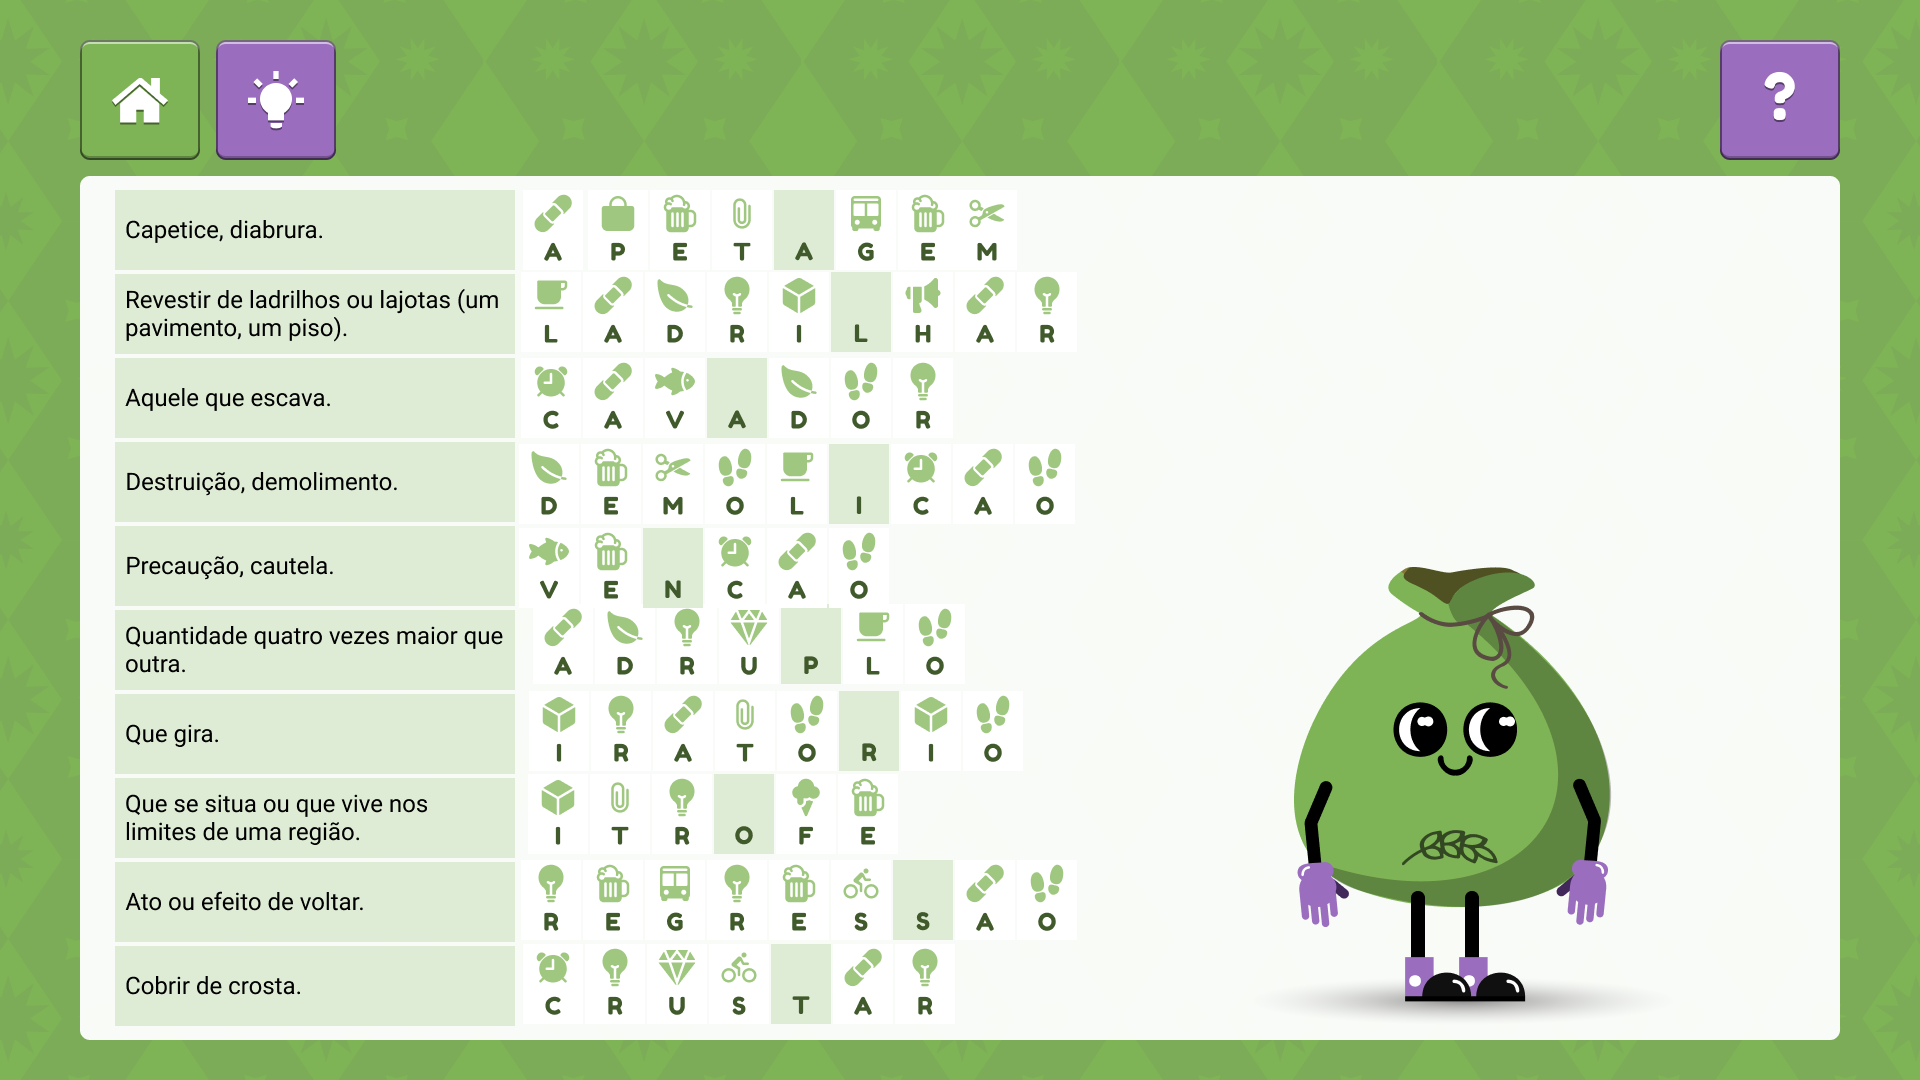 Capetice, diabrura.
A P E T A G E M
Revestir de ladrilhos ou lajotas (um
pavimento, um piso).
L A D R I L H A R
Aquele que escava.
C A V A D O R
Destruição, demolimento.
D E M O L I C A O
Precaução, cautela.
V E N C A O
Quantidade quatro vezes maior que
outra.
A D R U P L O
Que gira.
I R A T O R I O
Que se situa ou que vive nos
limites de uma região.
I T R O F E
Ato ou efeito de voltar.
R E G R E S S A O
Cobrir de crosta.
C R U S T A R
?